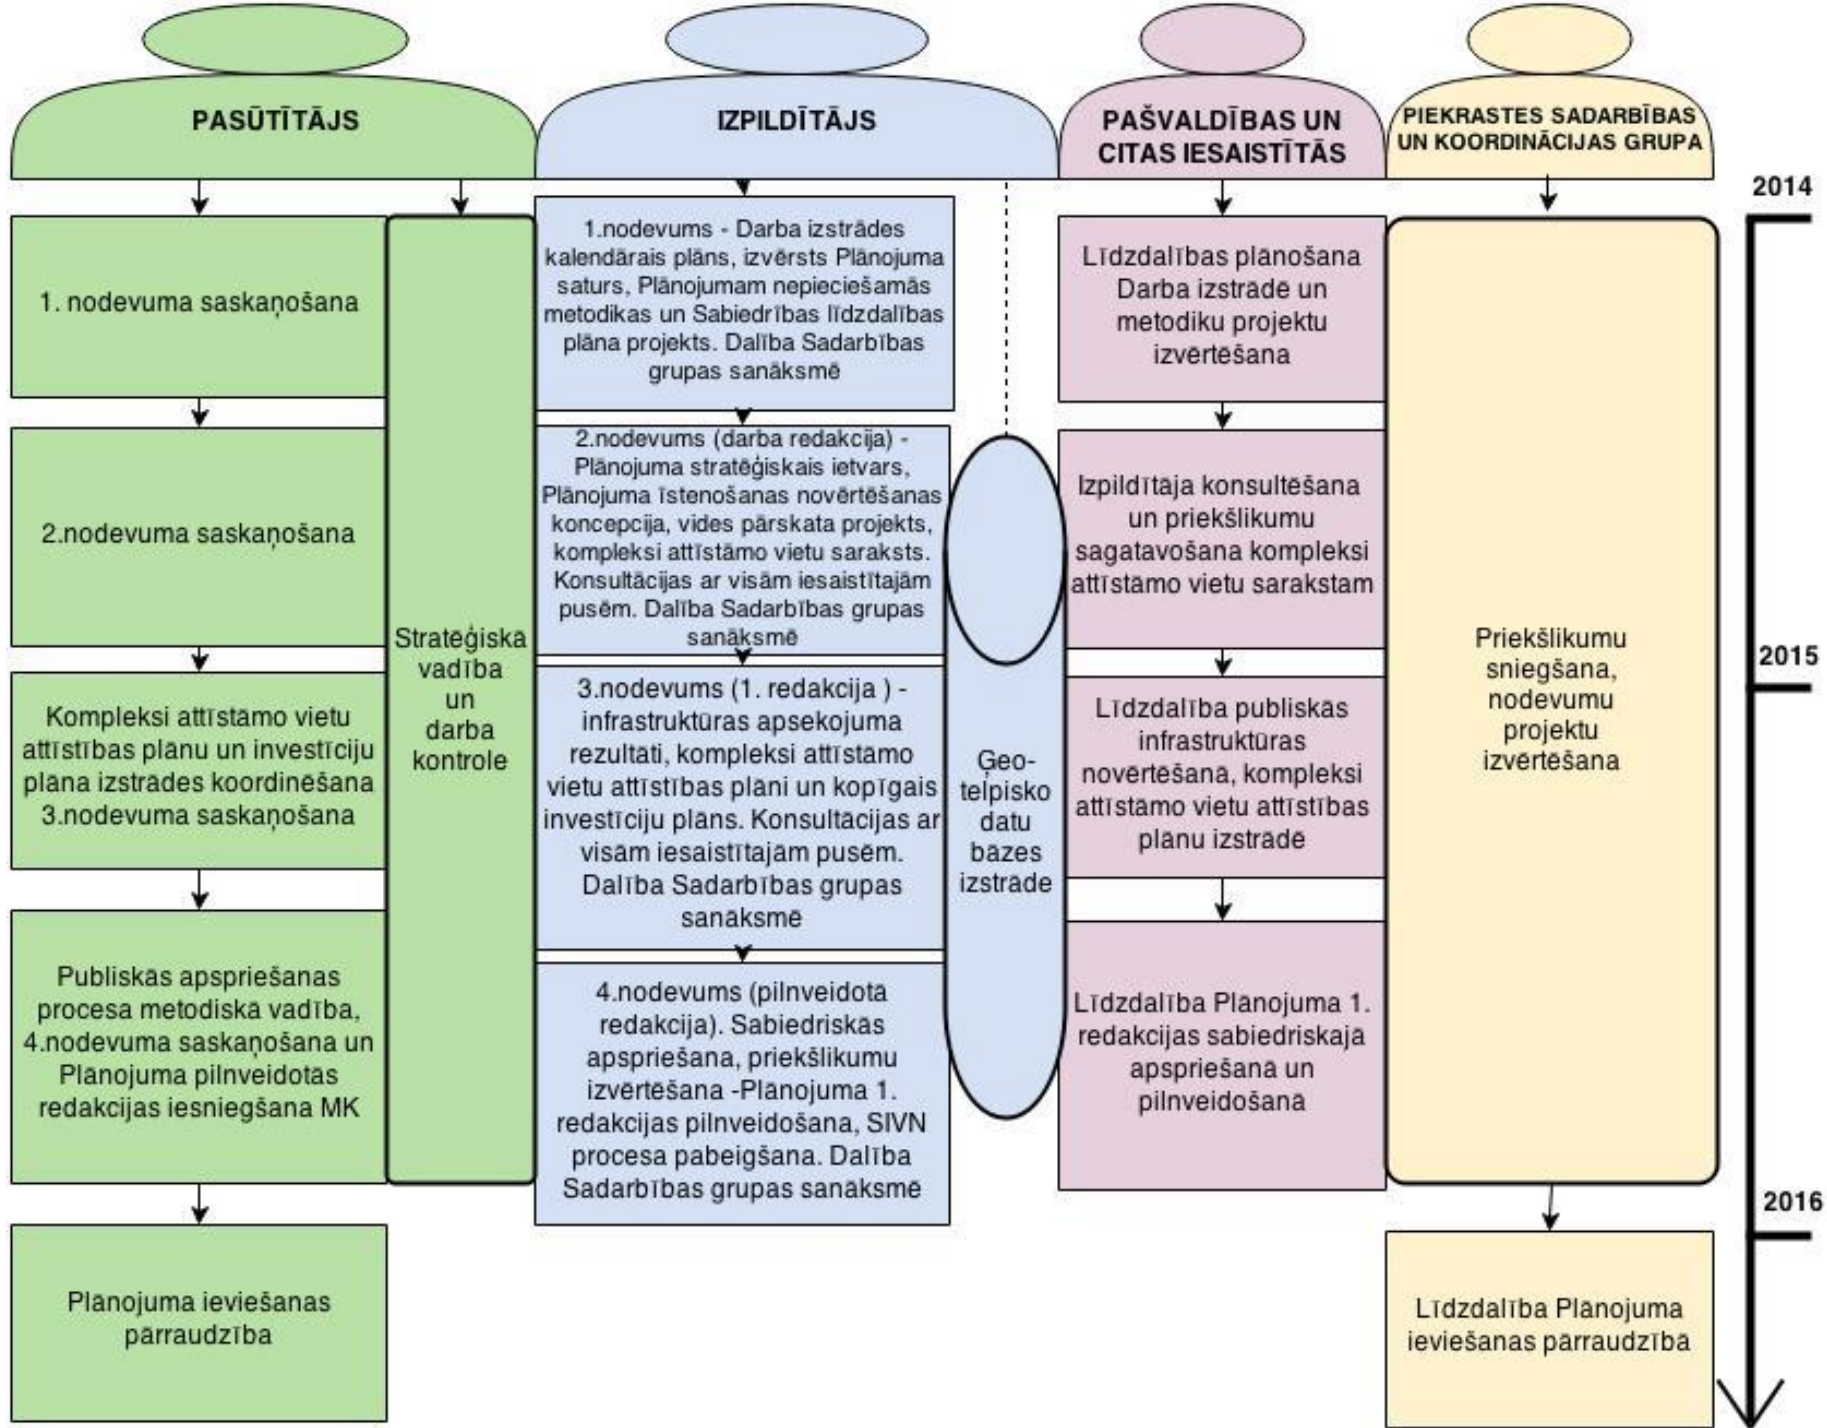 PASŪTĪTĀJS
1. nodevuma saskaņošana
2.nodevuma saskaņošana
Kompleksi attīstāmo vietu
attīstības plānu un investīciju
plāna izstrādes koordinēšana
3.nodevuma saskaņošana
Publiskās apspriešanas
procesa metodiskā vadība,
4.nodevuma saskaņošana un
Plānojuma pilnveidotās
redakcijas iesniegšana MK
Plānojuma ieviešanas
pārraudzība
Stratēģiskā
vadība
un
darba
kontrole
IZPILDĪTĀJS
1.nodevums - Darba izstrādes
kalendārais plāns, izvērsts Plānojuma
saturs, Plānojumam nepieciešamās
metodikas un Sabiedrības līdzdalības
plāna projekts. Dalība Sadarbības
grupas sanāksmē
2.nodevums (darba redakcija) -
Plānojuma stratēģiskais ietvars,
Plānojuma īstenošanas novērtēšanas
koncepcija, vides pārskata projekts,
kompleksi attīstāmo vietu saraksts.
Konsultācijas ar visām iesaistītajām
pusēm. Dalība Sadarbības grupas
sanāksmē
3.nodevums (1. redakcija ) -
infrastruktūras apsekojuma
rezultāti, kompleksi attīstāmo
vietu attīstības plāni un kopīgais
investīciju plāns. Konsultācijas ar
visām iesaistītajām pusēm.
Dalība Sadarbības grupas
sanāksmē
4.nodevums (pilnveidotā
redakcija). Sabiedriskās
apspriešana, priekšlikumu
izvērtēšana -Plānojuma 1.
redakcijas pilnveidošana, SIVN
procesa pabeigšana. Dalība
Sadarbības grupas sanāksmē
Ģeo-
telpisko
datu
bāzes
izstrāde
PAŠVALDĪBAS UN
CITAS IESAISTĪTĀS
Līdzdalības plānošana
Darba izstrādē un
metodiku projektu
izvērtēšana
Izpildītāja konsultēšana
un priekšlikumu
sagatavošana kompleksi
attīstāmo vietu sarakstam
Līdzdalība publiskās
infrastruktūras
novērtēšanā, kompleksi
attīstāmo vietu attīstības
plānu izstrādē
Līdzdalība Plānojuma 1.
redakcijas sabiedriskajā
apspriešanā un
pilnveidošanā
PIEKRASTES SADARBĪBAS
UN KOORDINĀCIJAS GRUPA
Priekšlikumu
sniegšana,
nodevumu
projektu
izvērtēšana
Līdzdalība Plānojuma
ieviešanas pārraudzībā
2014
2015
2016